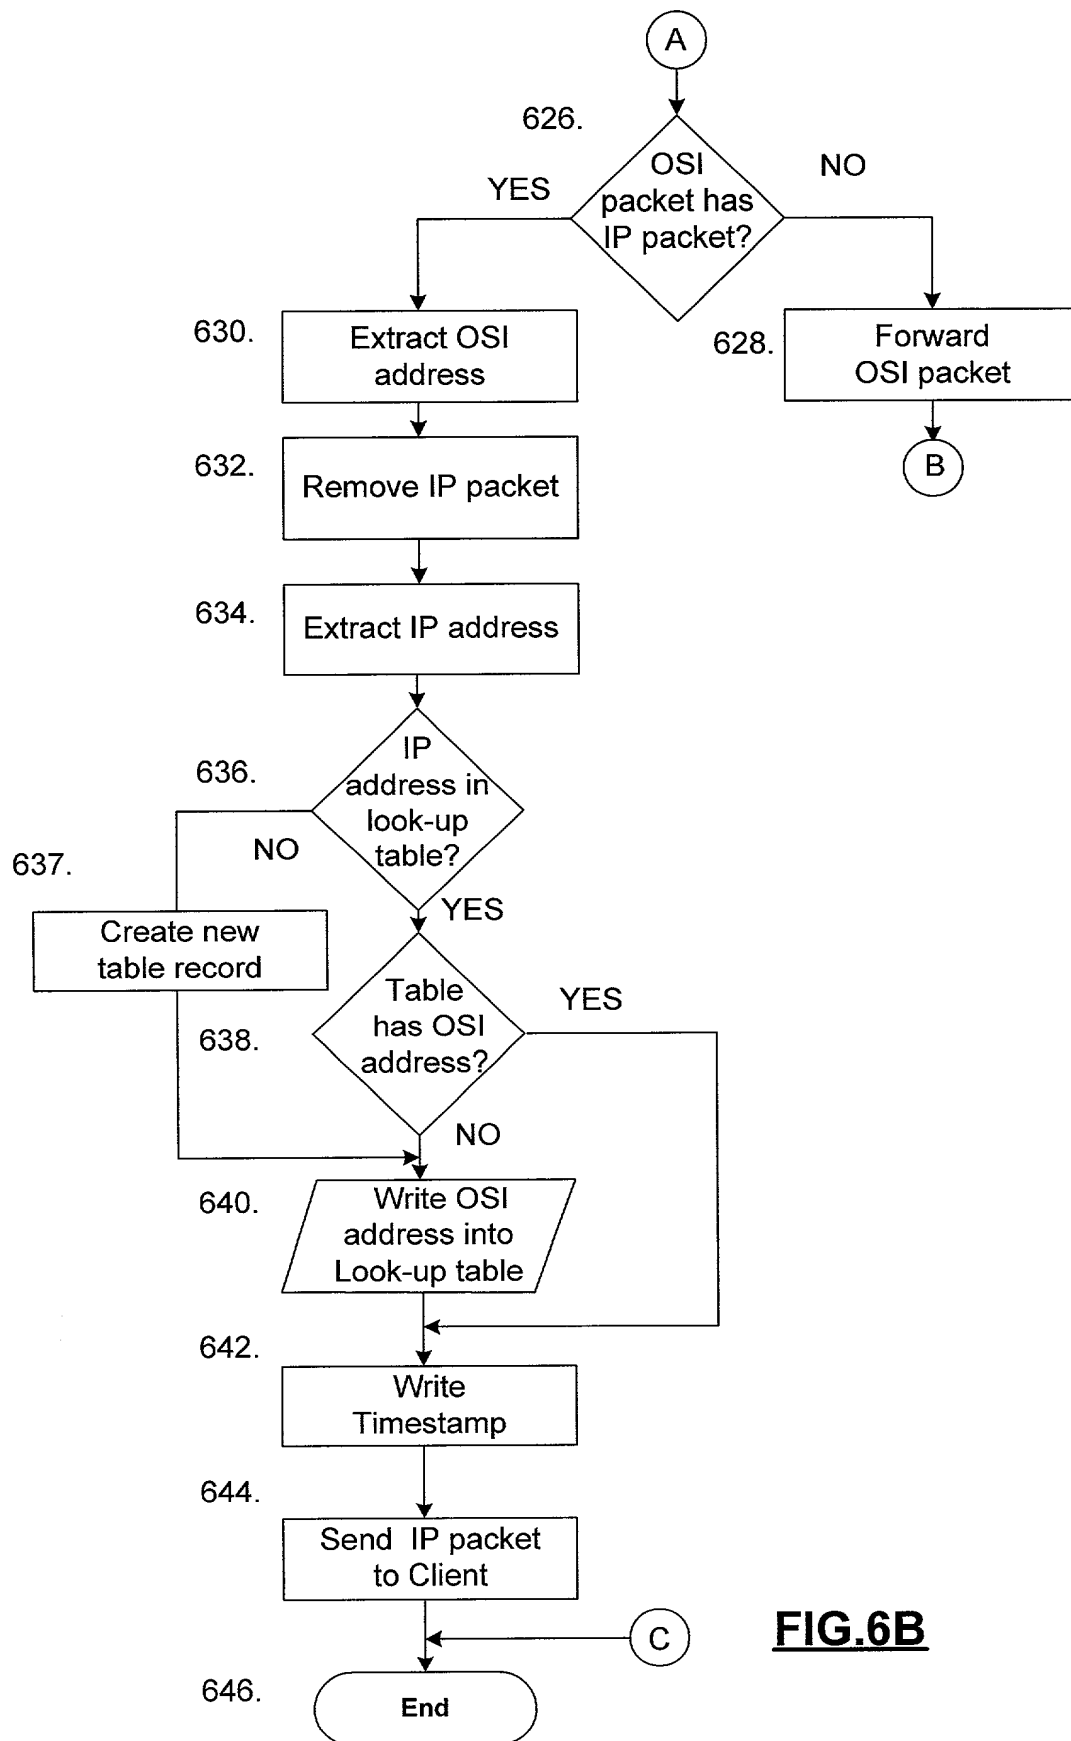 A
626.
OSI
packet has
IP packet?
YES
NO
630.
Extract OSI
address
628.
Forward
OSI packet
632.
Remove IP packet
B
634.
Extract IP address
636.
IP
address in
look-up
table?
NO
YES
637.
Create new
table record
638.
Table
has OSI
address?
YES
NO
640.
Write OSI
address into
Look-up table
642.
Write
Timestamp
644.
Send IP packet
to Client
C
FIG.6B
646.
End